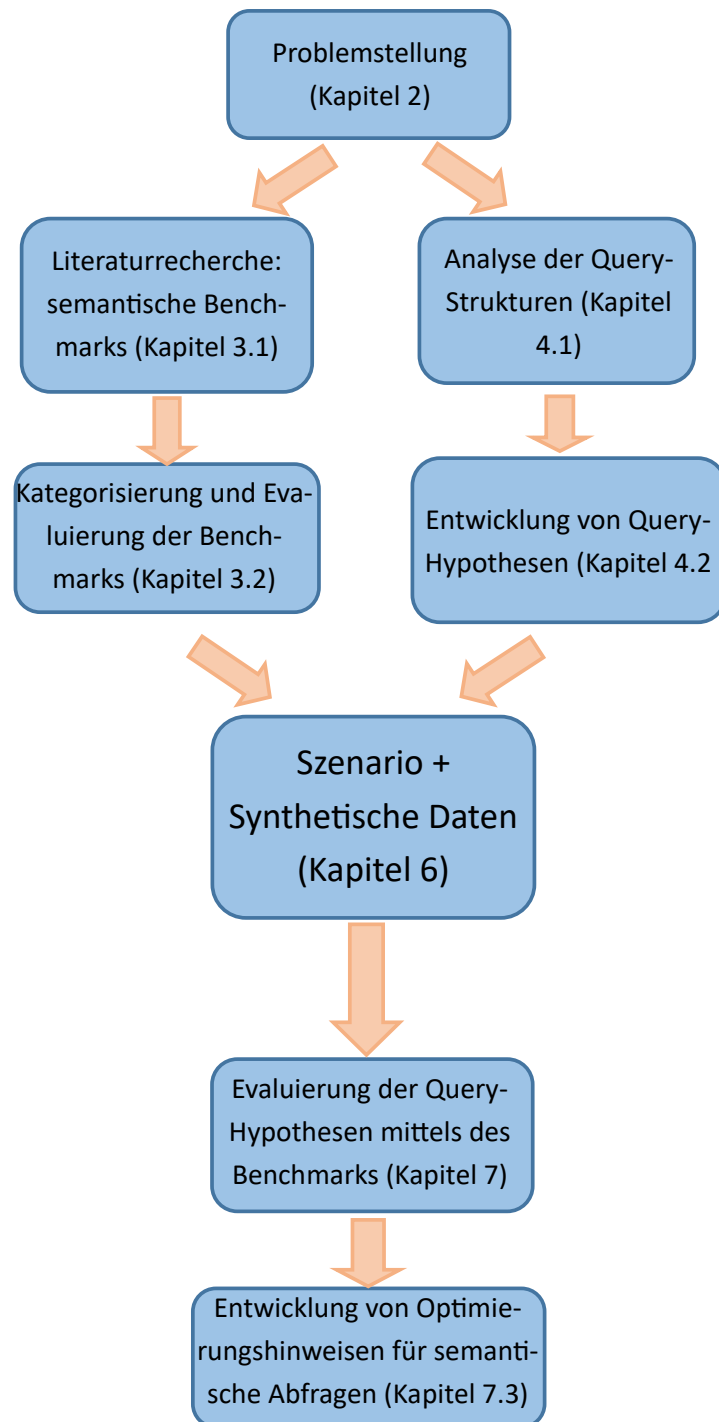 Problemstellung
(Kapitel 2)
Literaturrecherche:
semantische Bench-
marks (Kapitel 3.1)
Analyse der Query-
Strukturen (Kapitel
4.1)
Kategorisierung und Eva-
luierung der Bench-
marks (Kapitel 3.2)
Entwicklung von Query-
Hypothesen (Kapitel 4.2
Szenario +
Synthetische Daten
(Kapitel 6)
Evaluierung der Query-
Hypothesen mittels des
Benchmarks (Kapitel 7)
Entwicklung von Optimie-
rungshinweisen für semanti-
sche Abfragen (Kapitel 7.3)